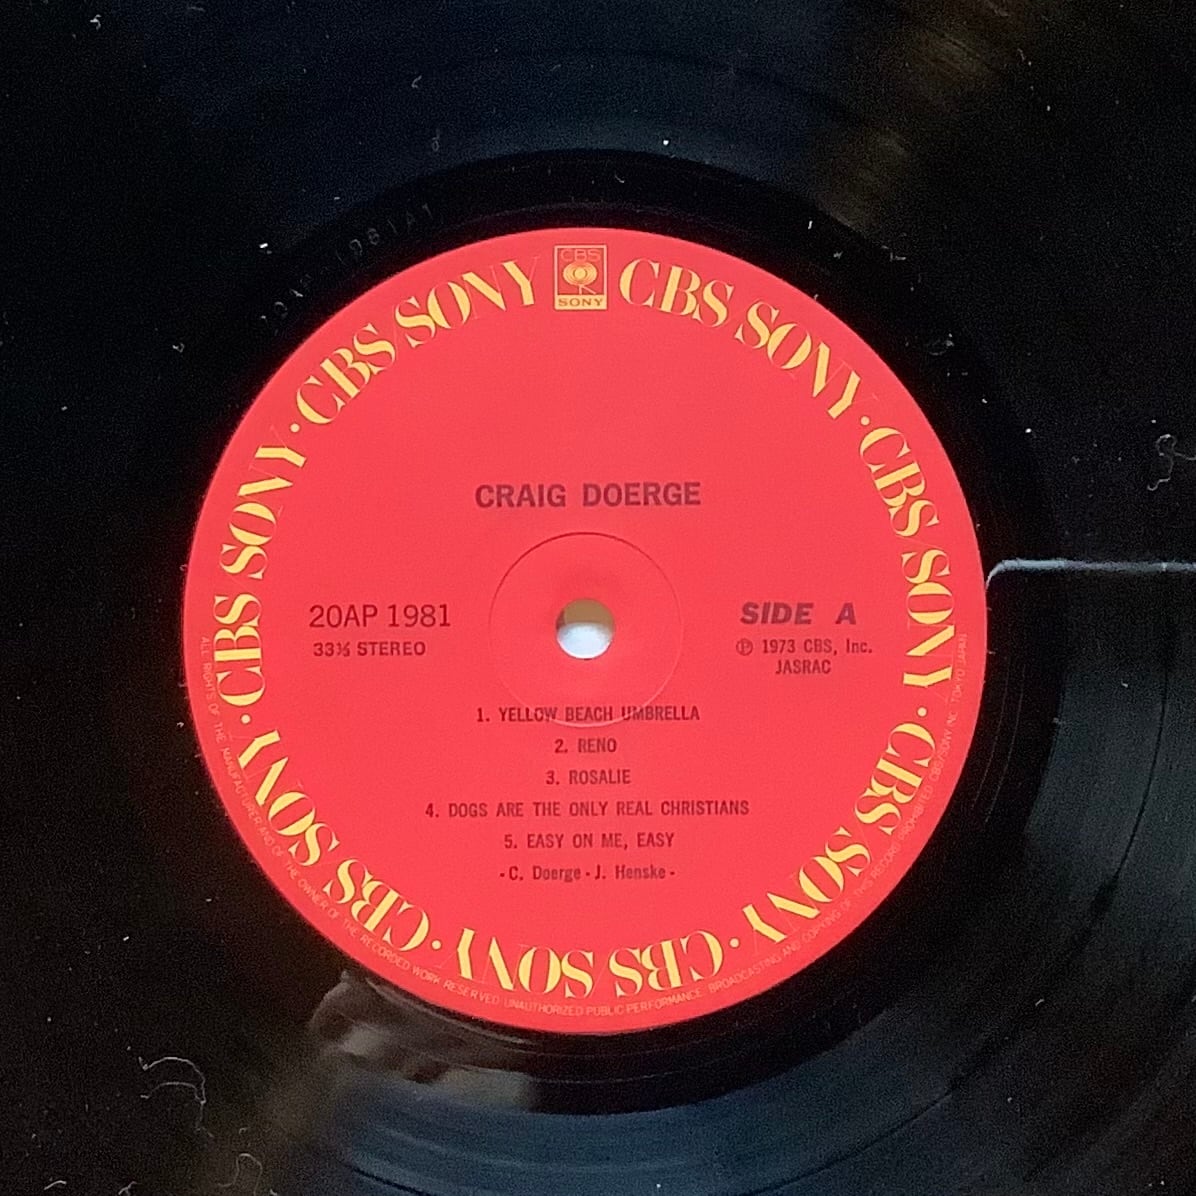 CBS
SONY
CBS SONY · CBS SONY · CBS SONY · CBS SONY · CBS SONY · CBS SONY · CBS SONY
CRAIG DOERGE
20AP 1981
33⅓ STEREO
SIDE A
Ⓟ 1973 CBS, Inc.
JASRAC
1. YELLOW BEACH UMBRELLA
2. RENO
3. ROSALIE
4. DOGS ARE THE ONLY REAL CHRISTIANS
5. EASY ON ME, EASY
- C. Doerge - J. Henske -
ALL RIGHTS OF THE MANUFACTURER AND OF THE OWNER OF THE RECORDED WORK RESERVED UNAUTHORIZED PUBLIC PERFORMANCE BROADCASTING AND COPYING OF THIS RECORD PROHIBITED CBS/SONY INC. TOKYO JAPAN